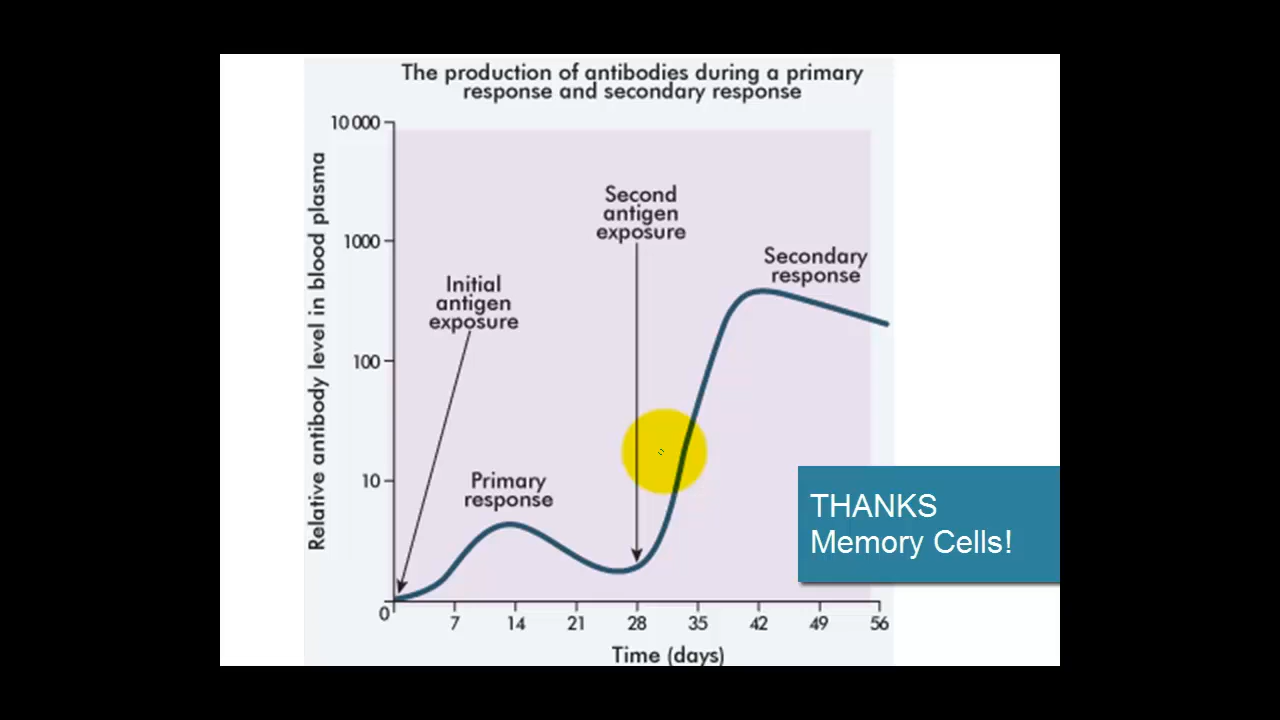 The production of antibodies during a primary
response and secondary response
Relative antibody level in blood plasma
10 000
1000
100
10
0
Initial
antigen
exposure
Second
antigen
exposure
Primary
response
Secondary
response
THANKS
Memory Cells!
7 14 21 28 35 42 49 56
Time (days)